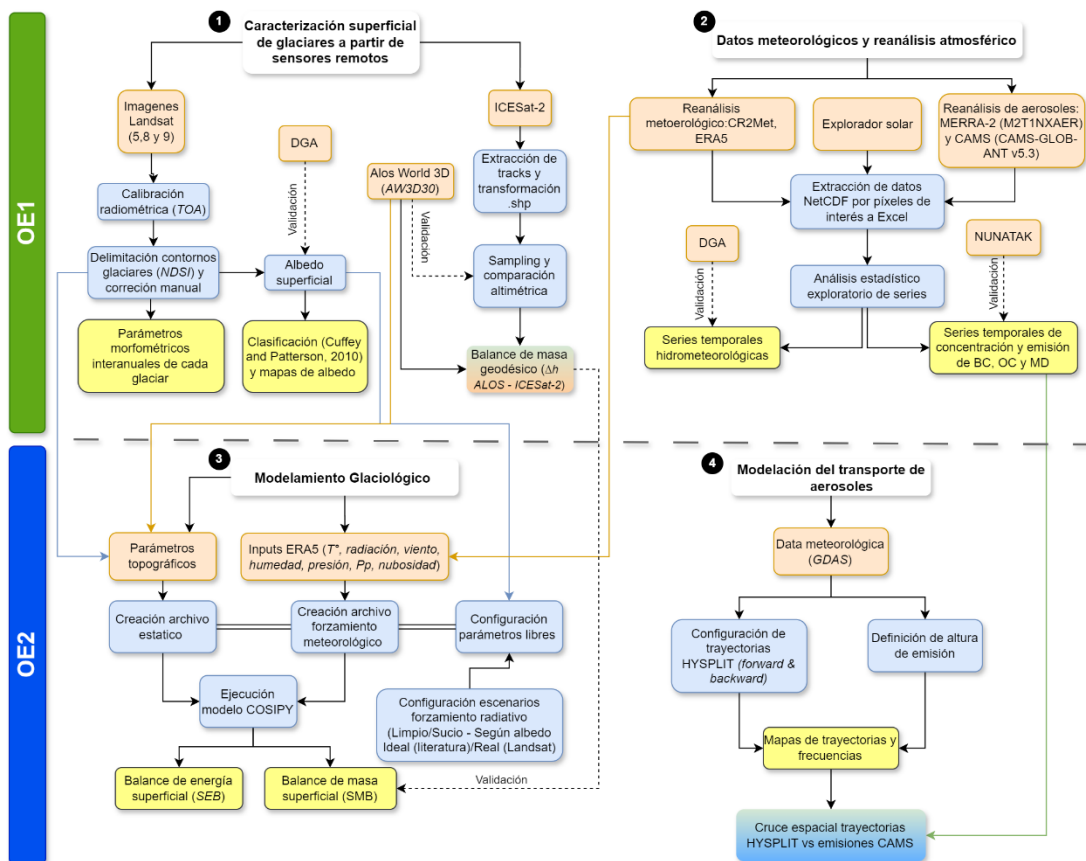 OE1
1
Caracterización superficial
de glaciares a partir de
sensores remotos
Imagenes
Landsat
(5,8 y 9)
ICESat-2
DGA
Validación
Alos World 3D
(AW3D30)
Validación
Extracción de
tracks y
transformación
.shp
Calibración
radiométrica (TOA)
Delimitación contornos
glaciares (NDSI) y
correción manual
Albedo
superficial
Sampling y
comparación
altimétrica
Parámetros
morfométricos
interanuales de cada
glaciar
Clasificación (Cuffey
and Patterson, 2010)
y mapas de albedo
Balance de masa
geodésico (Δh
ALOS - ICESat-2)
2
Datos meteorológicos y reanálisis atmosférico
Reanálisis
metoerológico:CR2Met,
ERA5
Explorador solar
Reanálisis de aerosoles:
MERRA-2 (M2T1NXAER)
y CAMS (CAMS-GLOB-
ANT v5.3)
Extracción de datos
NetCDF por píxeles de
interés a Excel
DGA
Validación
NUNATAK
Validación
Análisis estadístico
exploratorio de series
Series temporales
hidrometeorológicas
Series temporales de
concentración y emisión
de BC, OC y MD
OE2
3
Modelamiento Glaciológico
Parámetros
topográficos
Inputs ERA5 (T°, radiación, viento,
humedad, presión, Pp, nubosidad)
Creación archivo
estatico
Creación archivo
forzamiento
meteorológico
Configuración
parámetros libres
Ejecución
modelo COSIPY
Configuración escenarios
forzamiento radiativo
(Limpio/Sucio - Según albedo
Ideal (literatura)/Real (Landsat)
Balance de energía
superficial (SEB)
Balance de masa
superficial (SMB)
Validación
4
Modelación del transporte de
aerosoles
Data meteorológica
(GDAS)
Configuración de
trayectorias
HYSPLIT (forward &
backward)
Definición de altura
de emisión
Mapas de trayectorias y
frecuencias
Cruce espacial trayectorias
HYSPLIT vs emisiones CAMS